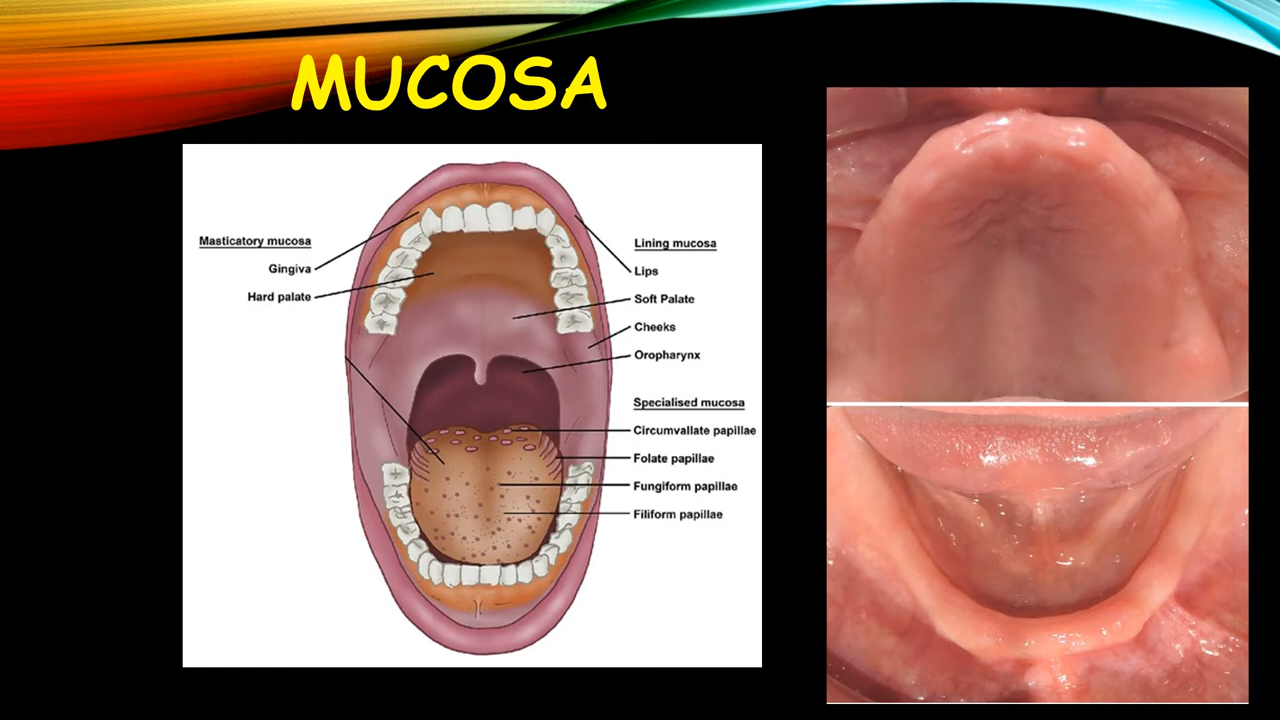 MUCOSA
Masticatory mucosa
Gingiva
Hard palate
Lining mucosa
Lips
Soft Palate
Cheeks
Oropharynx
Specialised mucosa
Circumvallate papillae
Folate papillae
Fungiform papillae
Filiform papillae